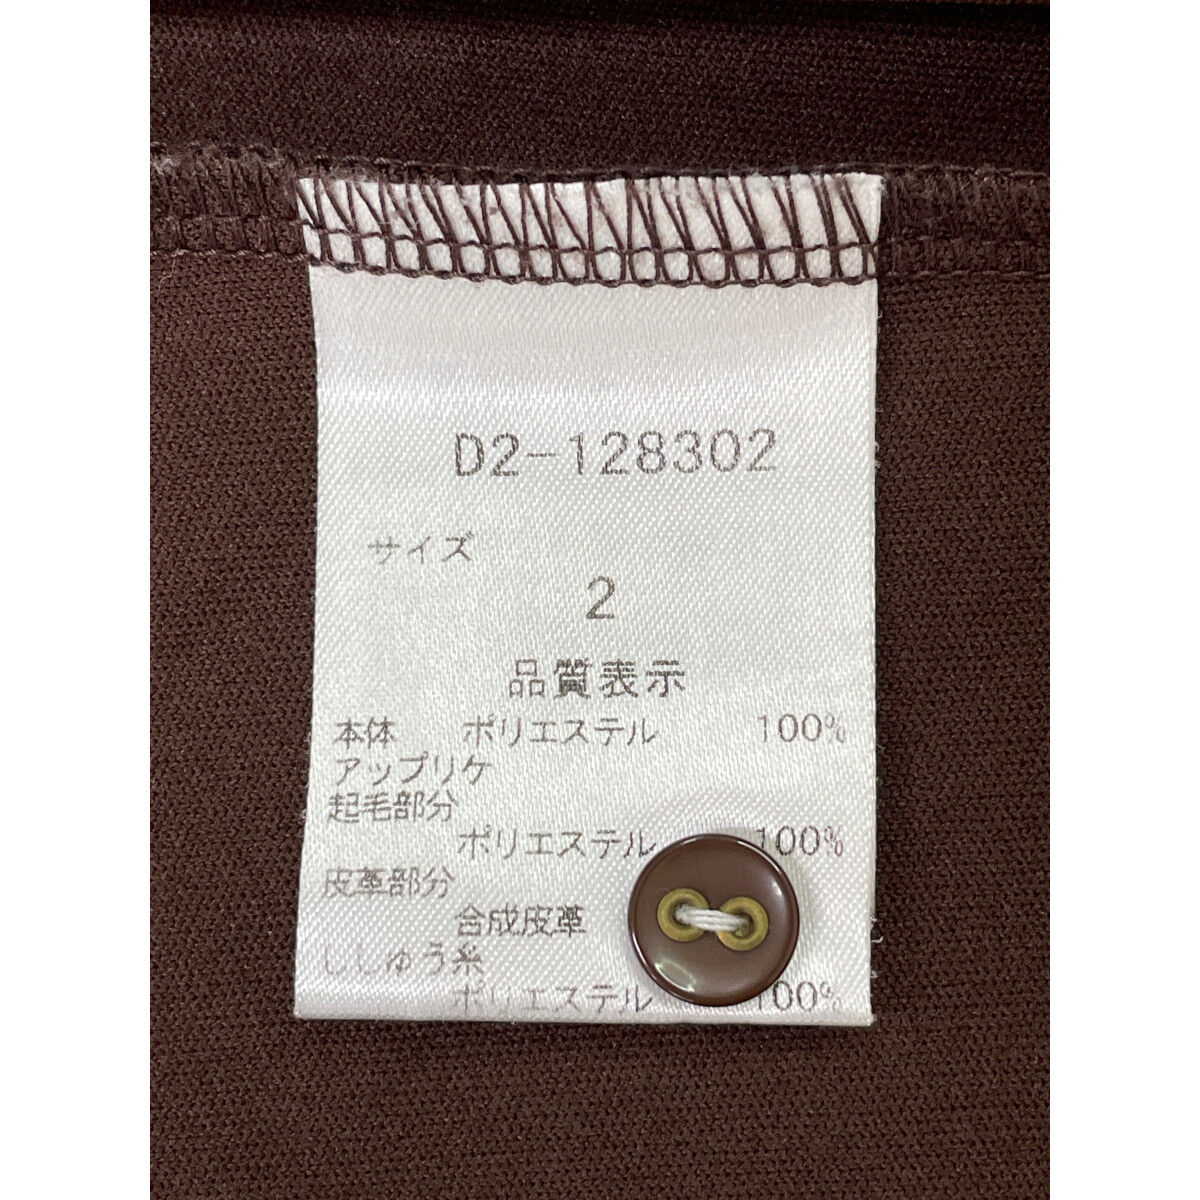 D2-128302
サイズ
2
品質表示
本体 ポリエステル 100%
アップリケ
起毛部分
ポリエステル 100%
皮革部分
合成皮革
ししゅう糸
ポリエステル 100%